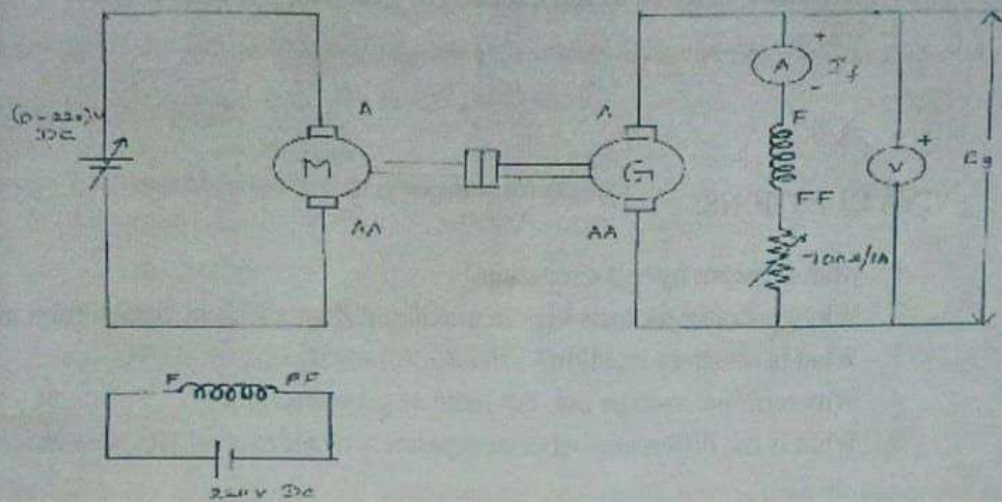 (0-220)V
DC
A
M
AA
A
G
AA
+
A
If
-
F
FF
V
+
Eg
F FF
220V DC